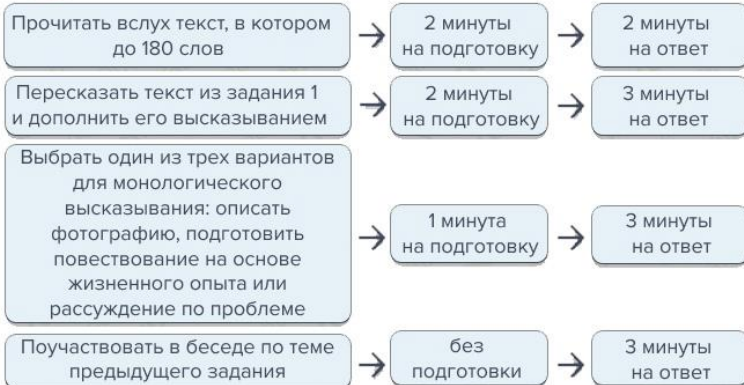 Прочитать вслух текст, в котором
до 180 слов
2 минуты
на подготовку
2 минуты
на ответ
Пересказать текст из задания 1
и дополнить его высказыванием
2 минуты
на подготовку
3 минуты
на ответ
Выбрать один из трех вариантов
для монологического
высказывания: описать
фотографию, подготовить
повествование на основе
жизненного опыта или
рассуждение по проблеме
1 минута
на подготовку
3 минуты
на ответ
Поучаствовать в беседе по теме
предыдущего задания
без
подготовки
3 минуты
на ответ